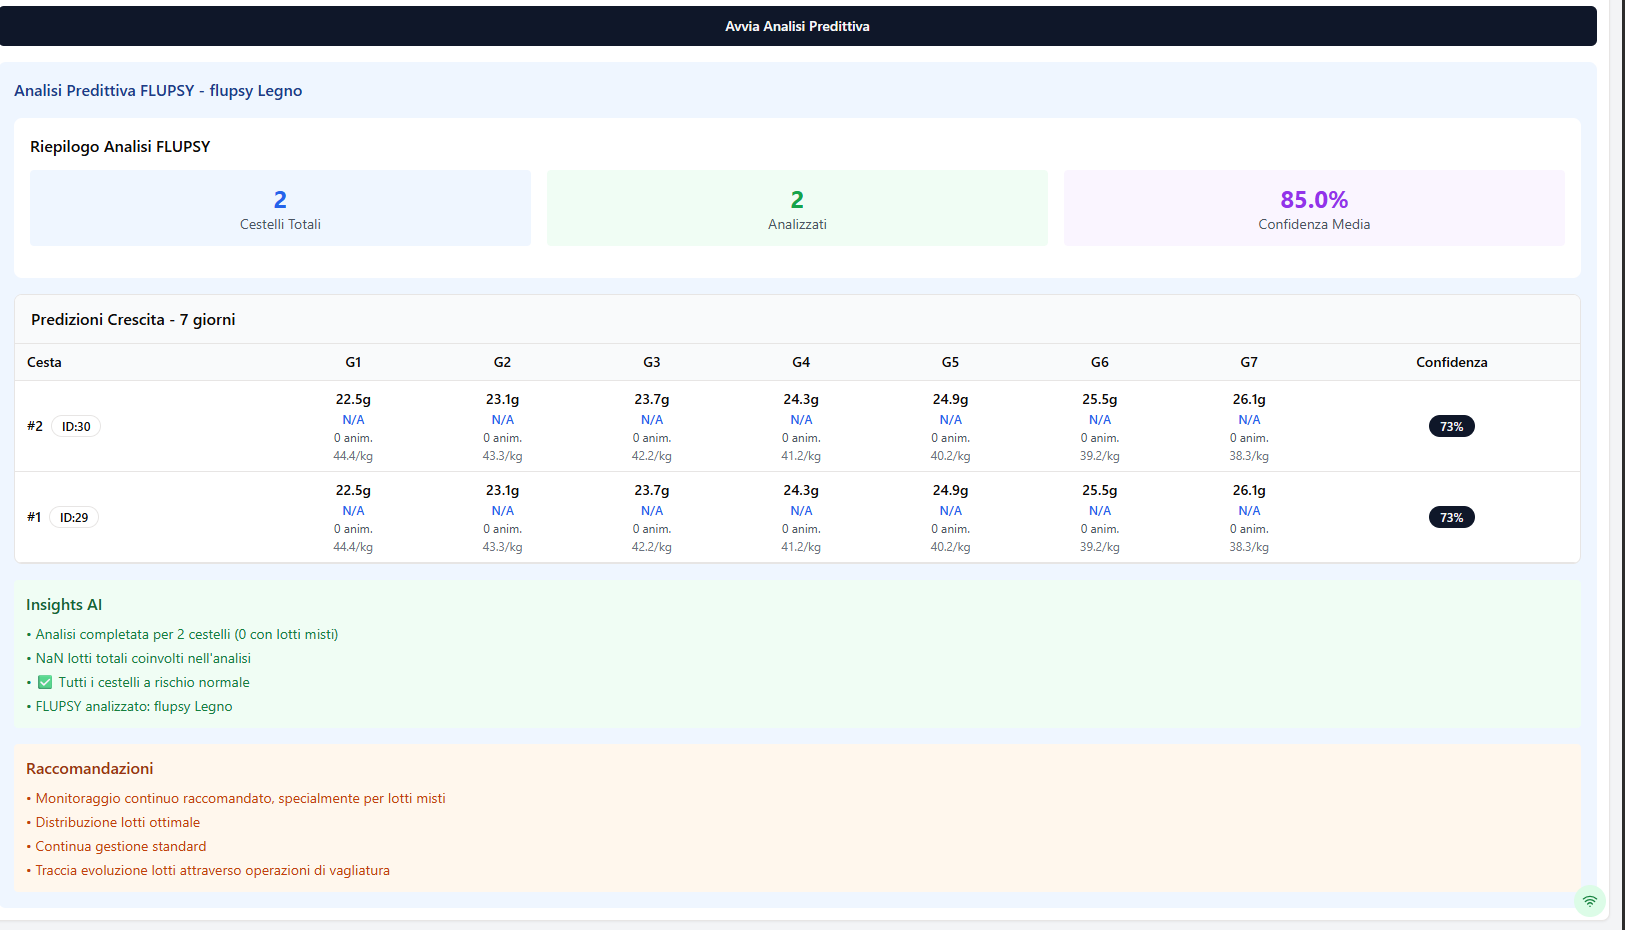 Avvia Analisi Predittiva
Analisi Predittiva FLUPSY - flupsy Legno
Riepilogo Analisi FLUPSY
2
Cestelli Totali
2
Analizzati
85.0%
Confidenza Media
Predizioni Crescita - 7 giorni
Cesta G1 G2 G3 G4 G5 G6 G7 Confidenza
22.5g 23.1g 23.7g 24.3g 24.9g 25.5g 26.1g
N/A N/A N/A N/A N/A N/A N/A
#2 ID:30 73%
0 anim. 0 anim. 0 anim. 0 anim. 0 anim. 0 anim. 0 anim.
44.4/kg 43.3/kg 42.2/kg 41.2/kg 40.2/kg 39.2/kg 38.3/kg
22.5g 23.1g 23.7g 24.3g 24.9g 25.5g 26.1g
N/A N/A N/A N/A N/A N/A N/A
#1 ID:29 73%
0 anim. 0 anim. 0 anim. 0 anim. 0 anim. 0 anim. 0 anim.
44.4/kg 43.3/kg 42.2/kg 41.2/kg 40.2/kg 39.2/kg 38.3/kg
Insights AI
• Analisi completata per 2 cestelli (0 con lotti misti)
• NaN lotti totali coinvolti nell'analisi
• ✅ Tutti i cestelli a rischio normale
• FLUPSY analizzato: flupsy Legno
Raccomandazioni
• Monitoraggio continuo raccomandato, specialmente per lotti misti
• Distribuzione lotti ottimale
• Continua gestione standard
• Traccia evoluzione lotti attraverso operazioni di vagliatura